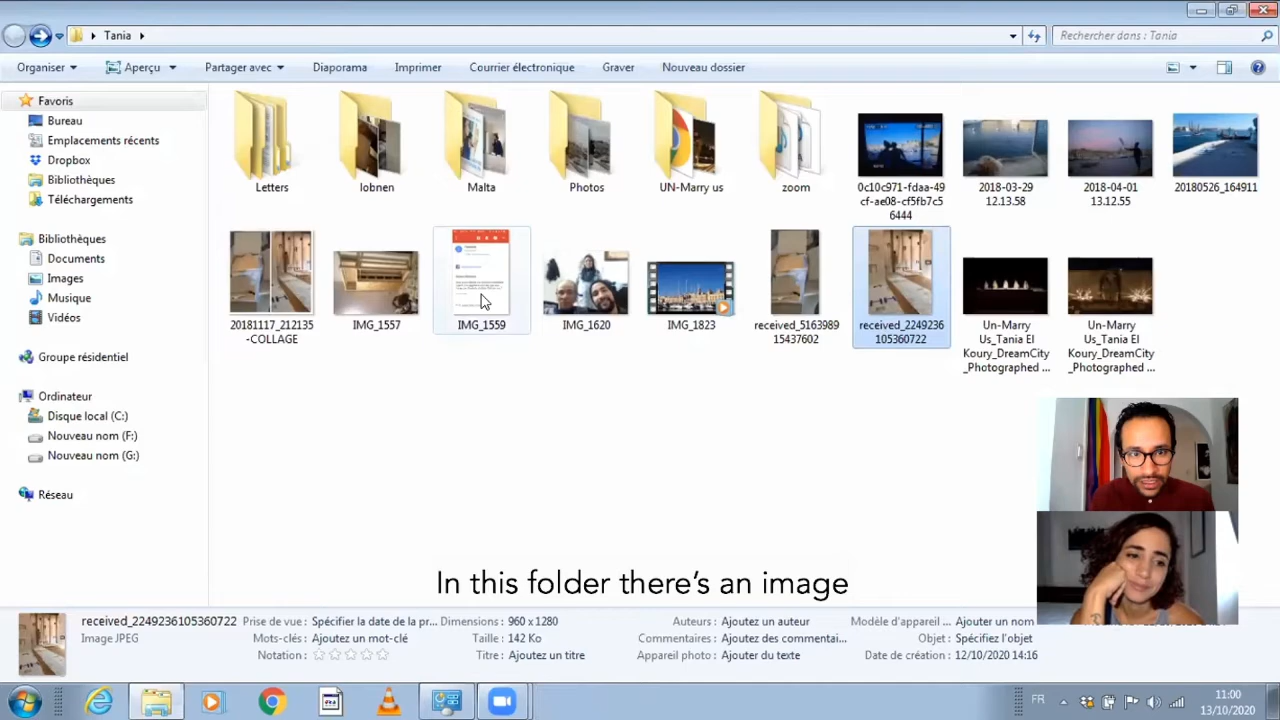 Tania
Rechercher dans : Tania
Organiser
Aperçu
Partager avec
Diaporama
Imprimer
Courrier électronique
Graver
Nouveau dossier
Favoris
Bureau
Emplacements récents
Dropbox
Bibliothèques
Téléchargements
Bibliothèques
Documents
Images
Musique
Vidéos
Groupe résidentiel
Ordinateur
Disque local (C:)
Nouveau nom (F:)
Nouveau nom (G:)
Réseau
Letters
lobnen
Malta
Photos
UN-Marry us
zoom
0c10c971-fdaa-49
cf-ae08-cf5fb7c5
6444
2018-03-29
12.13.58
2018-04-01
13.12.55
20180526_164911
20181117_212135
-COLLAGE
IMG_1557
IMG_1559
IMG_1620
IMG_1823
received_5163989
15437602
received_2249236
105360722
Un-Marry
Us_Tania El
Koury_DreamCity
_Photographed ...
Un-Marry
Us_Tania El
Koury_DreamCity
_Photographed ...
In this folder there's an image
received_2249236105360722
Image JPEG
Prise de vue : Spécifier la date de la pr...
Mots-clés : Ajoutez un mot-clé
Notation :
Dimensions : 960 x 1280
Taille : 142 Ko
Titre : Ajoutez un titre
Auteurs : Ajoutez un auteur
Commentaires : Ajoutez des commentai...
Appareil photo : Ajouter du texte
Modèle d'appareil ... Ajouter un nom
Objet : Spécifiez l'objet
Date de création : 12/10/2020 14:16
FR
11:00
13/10/2020